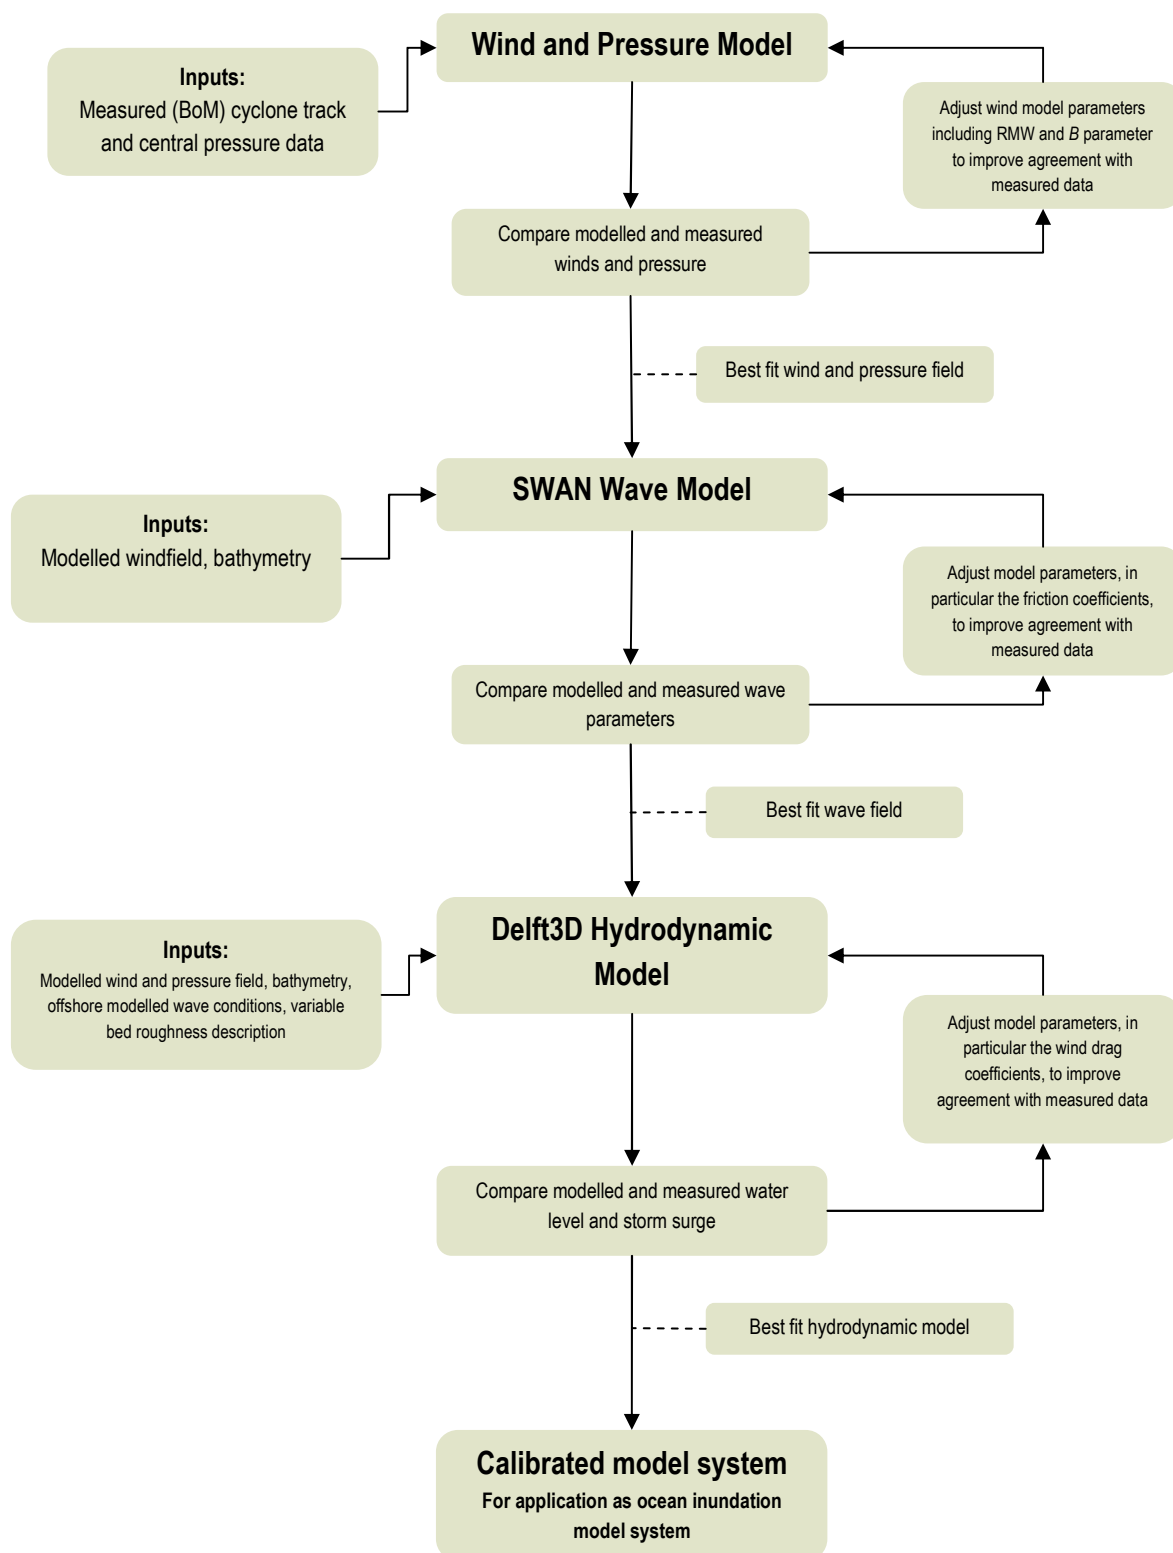 Wind and Pressure Model
Inputs:
Measured (BoM) cyclone track
and central pressure data
Adjust wind model parameters
including RMW and B parameter
to improve agreement with
measured data
Compare modelled and measured
winds and pressure
Best fit wind and pressure field
SWAN Wave Model
Inputs:
Modelled windfield, bathymetry
Adjust model parameters, in
particular the friction coefficients,
to improve agreement with
measured data
Compare modelled and measured wave
parameters
Best fit wave field
Delft3D Hydrodynamic
Model
Inputs:
Modelled wind and pressure field, bathymetry,
offshore modelled wave conditions, variable
bed roughness description
Adjust model parameters, in
particular the wind drag
coefficients, to improve
agreement with measured data
Compare modelled and measured water
level and storm surge
Best fit hydrodynamic model
Calibrated model system
For application as ocean inundation
model system